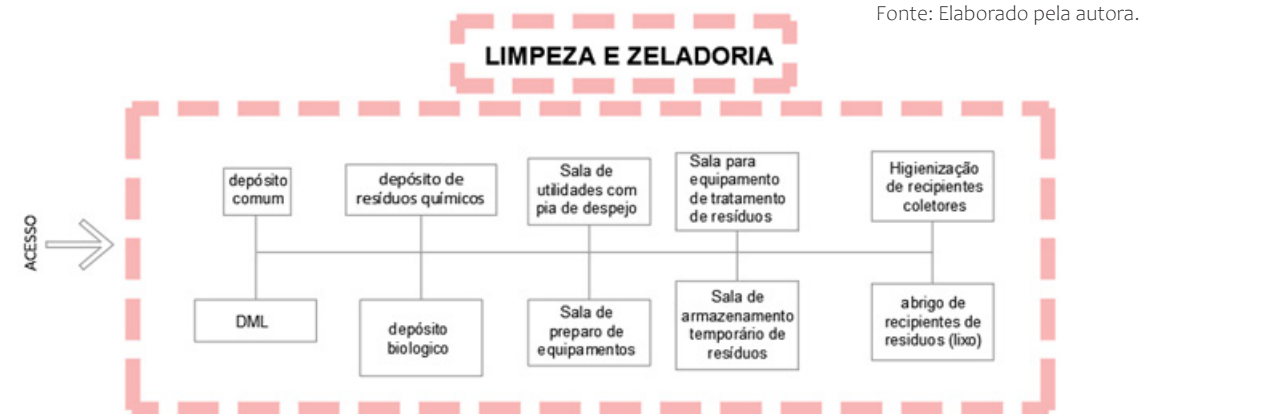 Fonte: Elaborado pela autora.
LIMPEZA E ZELADORIA
ACESSO
depósito
comum
depósito de
resíduos químicos
Sala de
utilidades com
pia de despejo
Sala para
equipamento
de tratamento
de resíduos
Higienização
de recipientes
coletores
DML
depósito
biologico
Sala de
preparo de
equipamentos
Sala de
armazenamento
temporário de
resíduos
abrigo de
recipientes de
residuos (lixo)